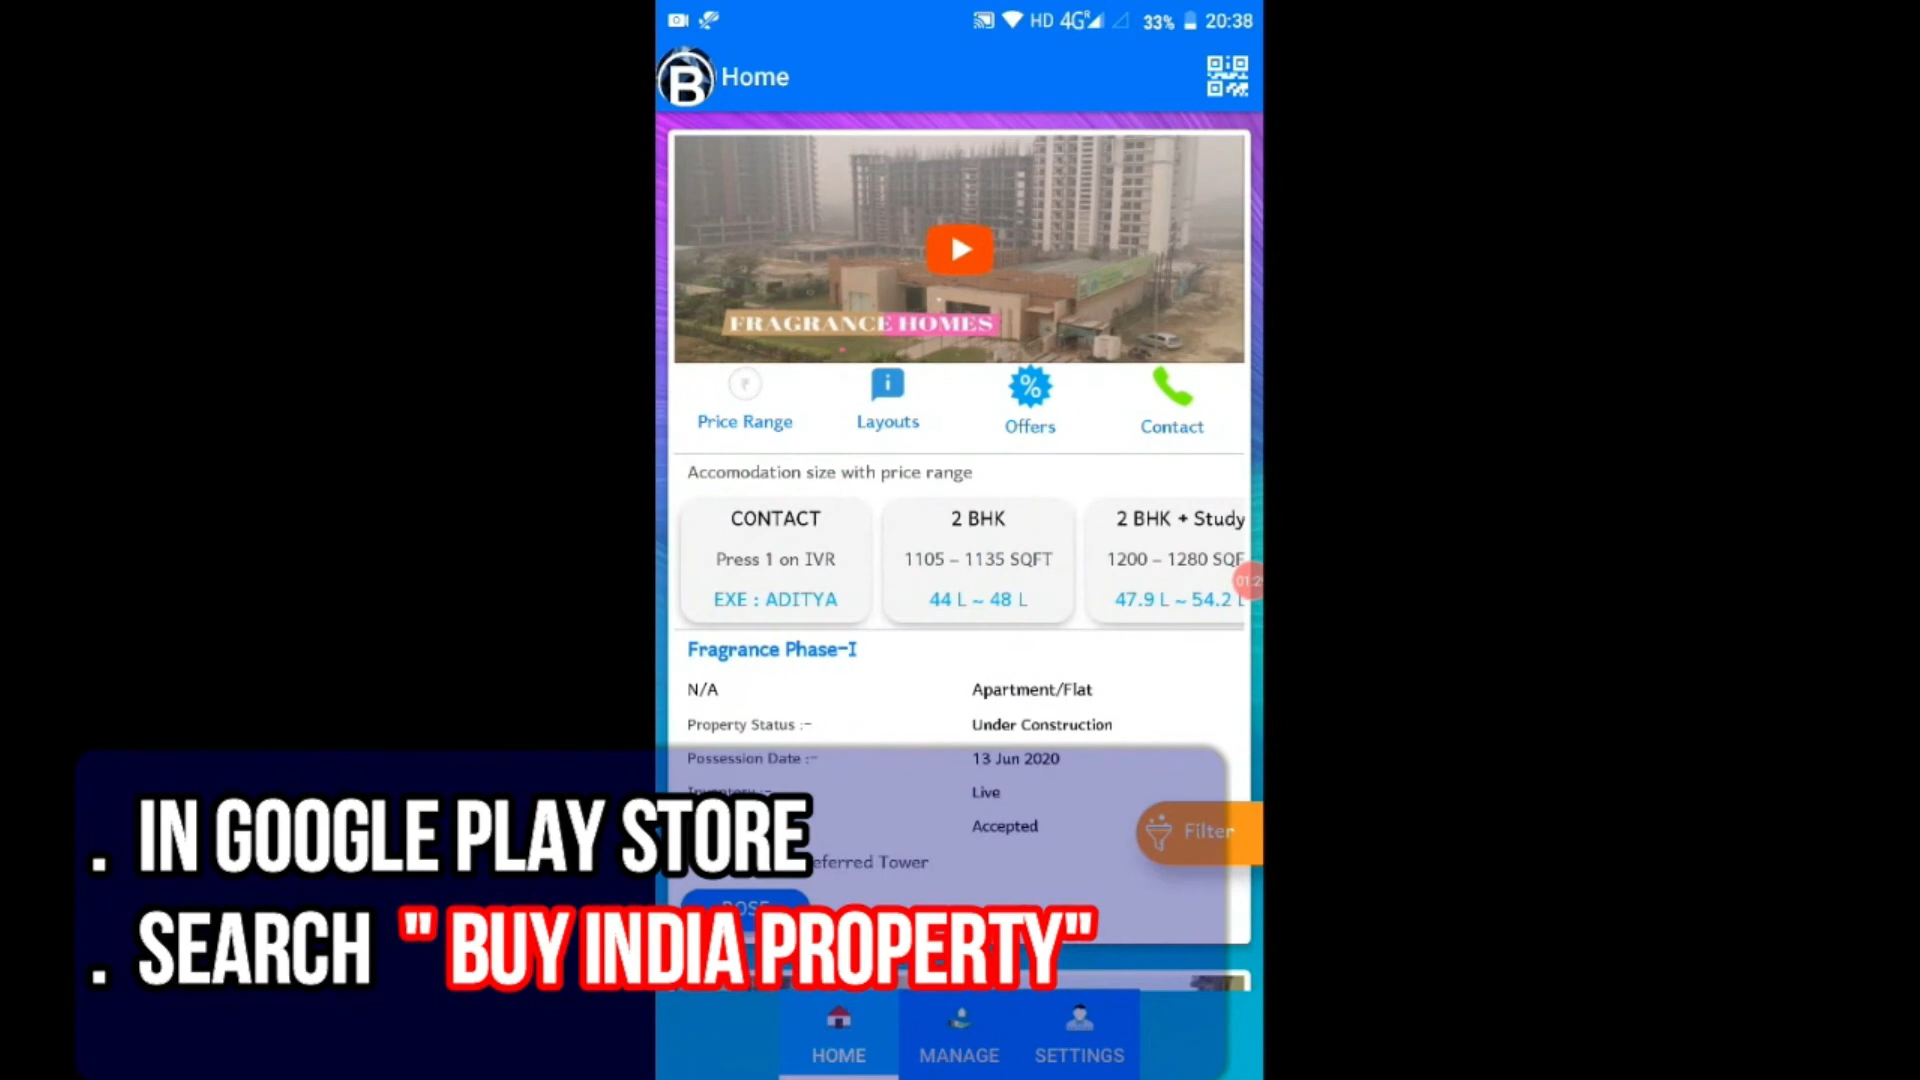 HD 4G R 33% 20:38
B Home
FRAGRANCE HOMES
Price Range Layouts Offers Contact
Accomodation size with price range
CONTACT 2 BHK 2 BHK + Study
Press 1 on IVR 1105 – 1135 SQFT 1200 – 1280 SQF
EXE : ADITYA 44 L ~ 48 L 47.9 L ~ 54.2 L
Fragrance Phase-I
N/A Apartment/Flat
Property Status :- Under Construction
Possession Date :- 13 Jun 2020
Inventory :- Live
Accepted
Filter
eferred Tower
. IN GOOGLE PLAY STORE
. SEARCH " BUY INDIA PROPERTY"
HOME MANAGE SETTINGS